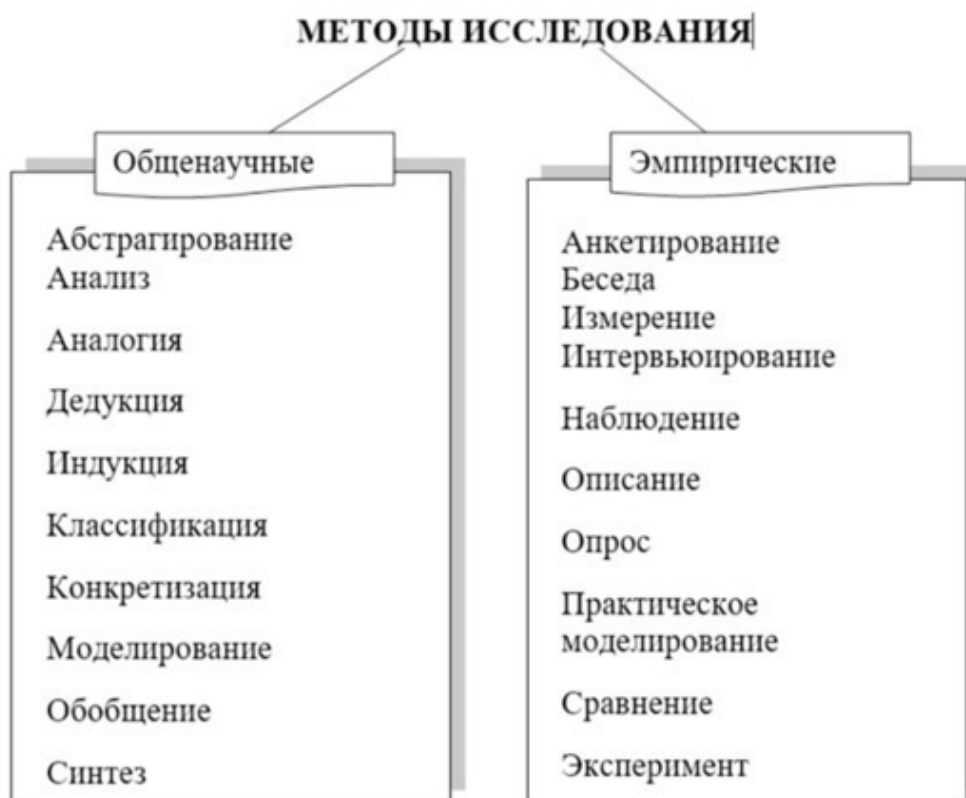 МЕТОДЫ ИССЛЕДОВАНИЯ
Общенаучные
Абстрагирование
Анализ
Аналогия
Дедукция
Индукция
Классификация
Конкретизация
Моделирование
Обобщение
Синтез
Эмпирические
Анкетирование
Беседа
Измерение
Интервьюирование
Наблюдение
Описание
Опрос
Практическое
моделирование
Сравнение
Эксперимент